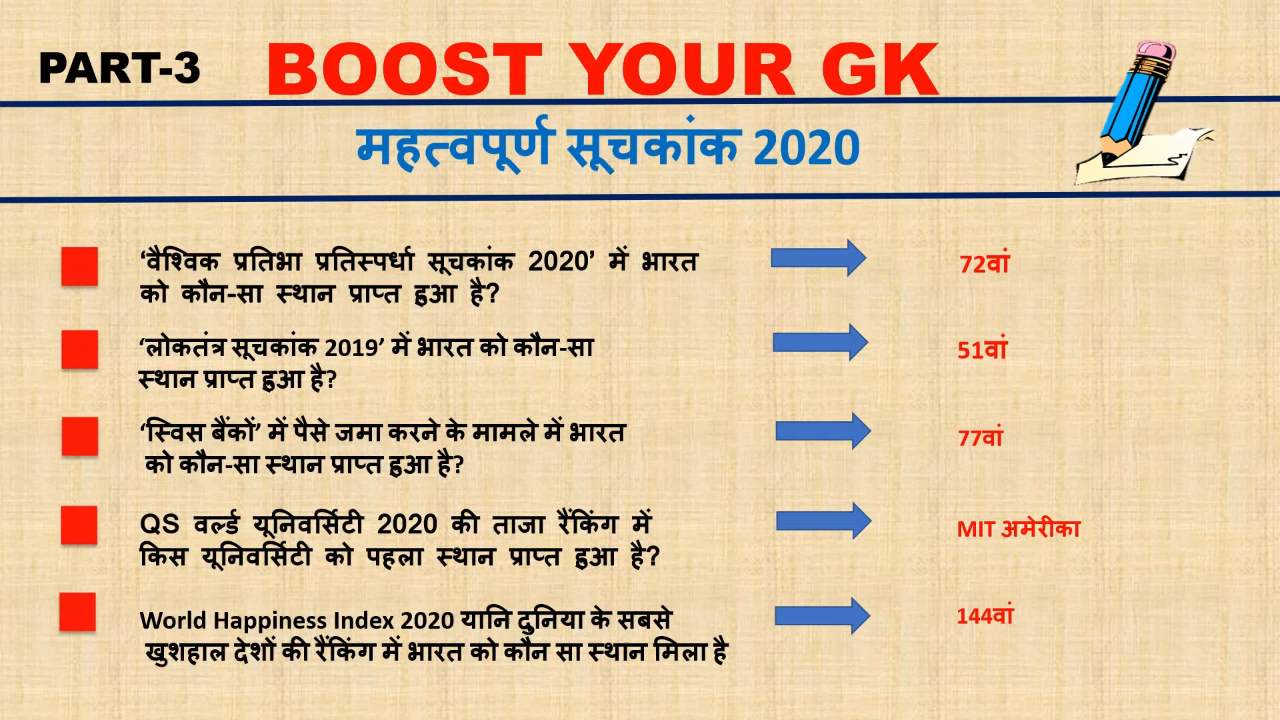 PART-3 BOOST YOUR GK
महत्वपूर्ण सूचकांक 2020
‘वैश्विक प्रतिभा प्रतिस्पर्धा सूचकांक 2020’ में भारत
को कौन-सा स्थान प्राप्त हुआ है?
72वां
‘लोकतंत्र सूचकांक 2019’ में भारत को कौन-सा
स्थान प्राप्त हुआ है?
51वां
‘स्विस बैंकों’ में पैसे जमा करने के मामले में भारत
को कौन-सा स्थान प्राप्त हुआ है?
77वां
QS वर्ल्ड यूनिवर्सिटी 2020 की ताजा रैंकिंग में
किस यूनिवर्सिटी को पहला स्थान प्राप्त हुआ है?
MIT अमेरीका
World Happiness Index 2020 यानि दुनिया के सबसे
खुशहाल देशों की रैंकिंग में भारत को कौन सा स्थान मिला है
144वां